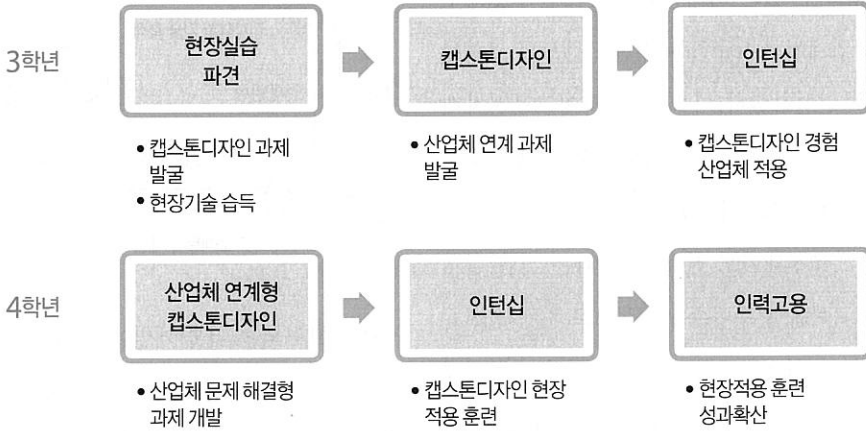 3학년
현장실습
파견
캡스톤디자인
인턴십
• 캡스톤디자인 과제
발굴
• 현장기술 습득
• 산업체 연계 과제
발굴
• 캡스톤디자인 경험
산업체 적용
4학년
산업체 연계형
캡스톤디자인
인턴십
인력고용
• 산업체 문제 해결형
과제 개발
• 캡스톤디자인 현장
적용 훈련
• 현장적용 훈련
성과확산